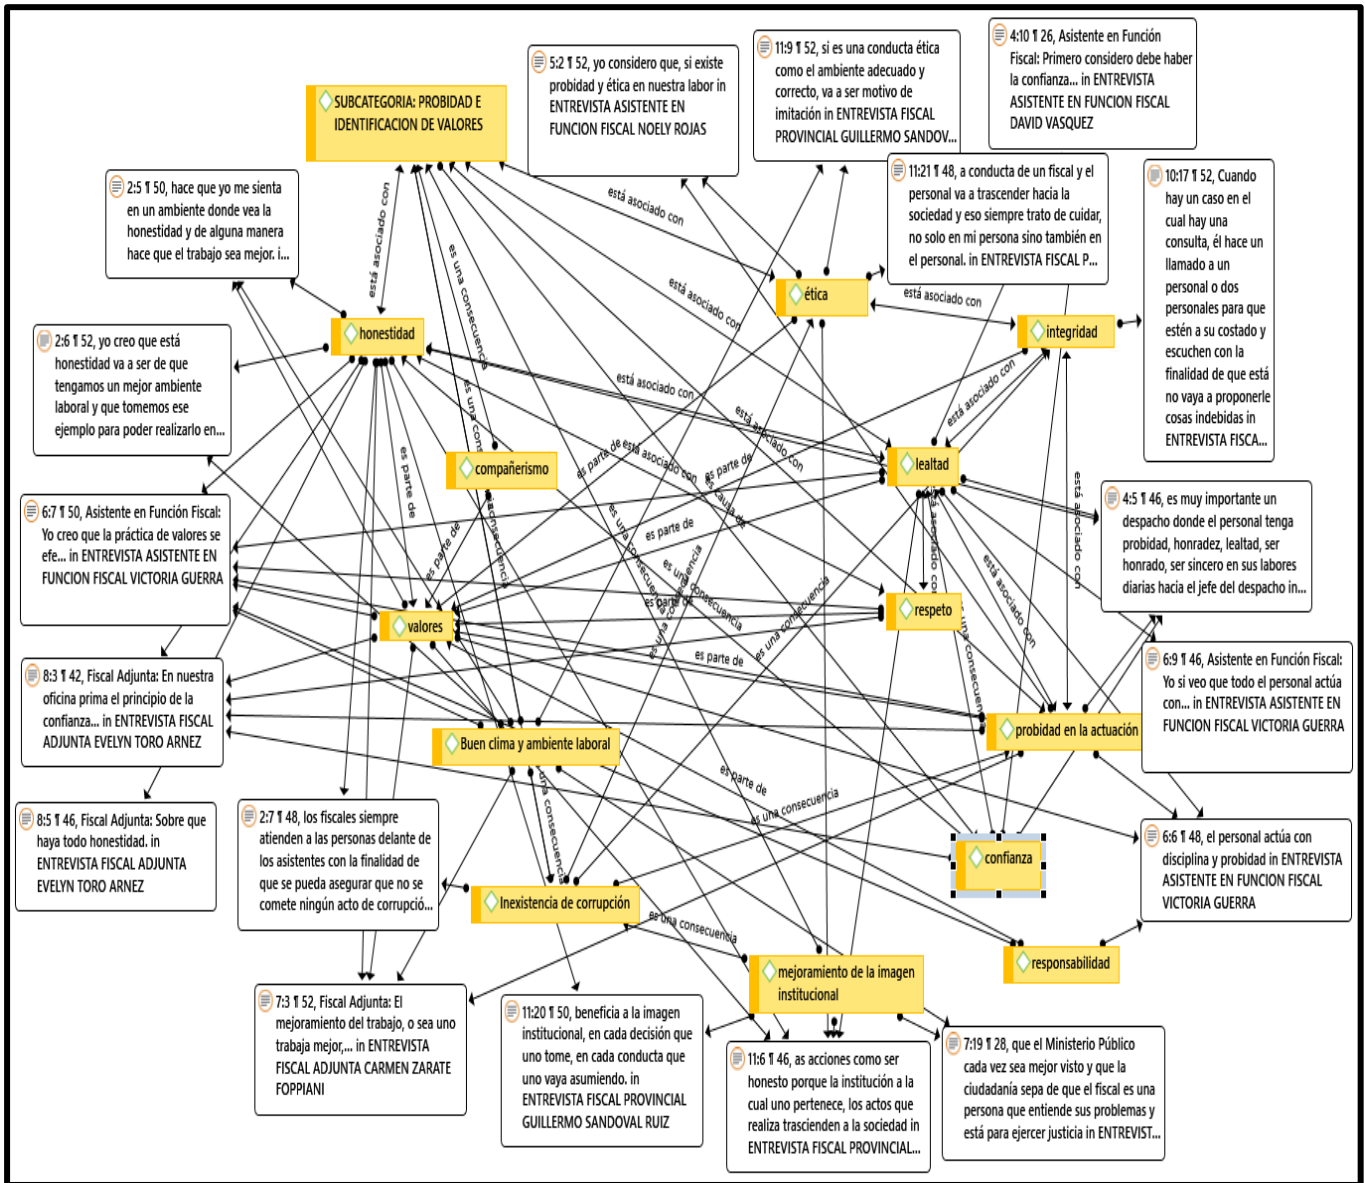 SUBCATEGORIA: PROBIDAD E
IDENTIFICACION DE VALORES
5:2 ¶ 52, yo considero que, si existe
probidad y ética en nuestra labor in
ENTREVISTA ASISTENTE EN
FUNCION FISCAL NOELY ROJAS
11:9 ¶ 52, si es una conducta ética
como el ambiente adecuado y
correcto, va a ser motivo de
imitación in ENTREVISTA FISCAL
PROVINCIAL GUILLERMO SANDOV...
4:10 ¶ 26, Asistente en Función
Fiscal: Primero considero debe haber
la confianza... in ENTREVISTA
ASISTENTE EN FUNCION FISCAL
DAVID VASQUEZ
2:5 ¶ 50, hace que yo me sienta
en un ambiente donde vea la
honestidad y de alguna manera
hace que el trabajo sea mejor. i...
11:21 ¶ 48, a conducta de un fiscal y el
personal va a trascender hacia la
sociedad y eso siempre trato de cuidar,
no solo en mi persona sino también en
el personal. in ENTREVISTA FISCAL P...
10:17 ¶ 52, Cuando
hay un caso en el
cual hay una
consulta, él hace un
llamado a un
personal o dos
personales para que
estén a su costado y
escuchen con la
finalidad de que está
no vaya a proponerle
cosas indebidas in
ENTREVISTA FISCA...
está asociado con
está asociado con
es una consecuencia
está asociado con
ética
está asociado con
integridad
honestidad
2:6 ¶ 52, yo creo que está
honestidad va a ser de que
tengamos un mejor ambiente
laboral y que tomemos ese
ejemplo para poder realizarlo en...
está asociado con
está asociado con
está asociado con
está asociado con
es parte de
es parte de
es parte de
es causa de
compañerismo
lealtad
está asociado con
4:5 ¶ 46, es muy importante un
despacho donde el personal tenga
probidad, honradez, lealtad, ser
honrado, ser sincero en sus labores
diarias hacia el jefe del despacho in...
6:7 ¶ 50, Asistente en Función Fiscal:
Yo creo que la práctica de valores se
efe... in ENTREVISTA ASISTENTE EN
FUNCION FISCAL VICTORIA GUERRA
es parte de
es parte de
es una consecuencia
es una consecuencia
es una consecuencia
es una consecuencia
está asociado con
es parte de
respeto
valores
es parte de
8:3 ¶ 42, Fiscal Adjunta: En nuestra
oficina prima el principio de la
confianza... in ENTREVISTA FISCAL
ADJUNTA EVELYN TORO ARNEZ
6:9 ¶ 46, Asistente en Función Fiscal:
Yo si veo que todo el personal actúa
con... in ENTREVISTA ASISTENTE EN
FUNCION FISCAL VICTORIA GUERRA
Buen clima y ambiente laboral
probidad en la actuación
es parte de
es una consecuencia
8:5 ¶ 46, Fiscal Adjunta: Sobre que
haya todo honestidad. in
ENTREVISTA FISCAL ADJUNTA
EVELYN TORO ARNEZ
2:7 ¶ 48, los fiscales siempre
atienden a las personas delante de
los asistentes con la finalidad de
que se pueda asegurar que no se
comete ningún acto de corrupció...
confianza
6:6 ¶ 48, el personal actúa con
disciplina y probidad in ENTREVISTA
ASISTENTE EN FUNCION FISCAL
VICTORIA GUERRA
Inexistencia de corrupción
es una consecuencia
responsabilidad
mejoramiento de la imagen
institucional
7:3 ¶ 52, Fiscal Adjunta: El
mejoramiento del trabajo, o sea uno
trabaja mejor,... in ENTREVISTA
FISCAL ADJUNTA CARMEN ZARATE
FOPPIANI
11:20 ¶ 50, beneficia a la imagen
institucional, en cada decisión que
uno tome, en cada conducta que
uno vaya asumiendo. in
ENTREVISTA FISCAL PROVINCIAL
GUILLERMO SANDOVAL RUIZ
11:6 ¶ 46, as acciones como ser
honesto porque la institución a la
cual uno pertenece, los actos que
realiza trascienden a la sociedad in
ENTREVISTA FISCAL PROVINCIAL...
7:19 ¶ 28, que el Ministerio Público
cada vez sea mejor visto y que la
ciudadanía sepa de que el fiscal es una
persona que entiende sus problemas y
está para ejercer justicia in ENTREVIST...